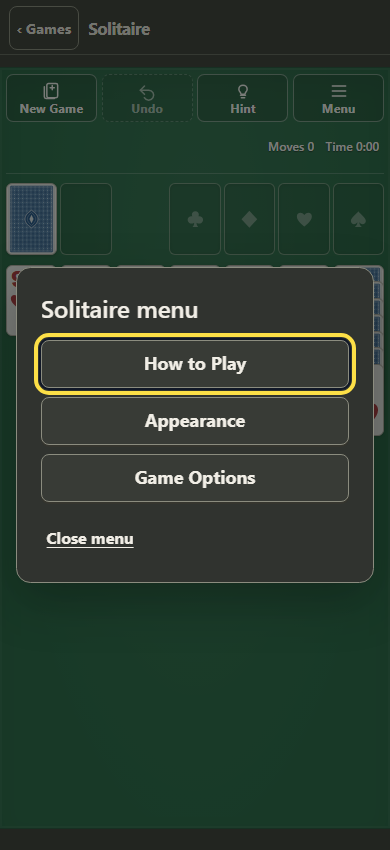 ‹ Games Solitaire
New Game Undo Hint Menu
Moves 0 Time 0:00
Solitaire menu
How to Play
Appearance
Game Options
Close menu